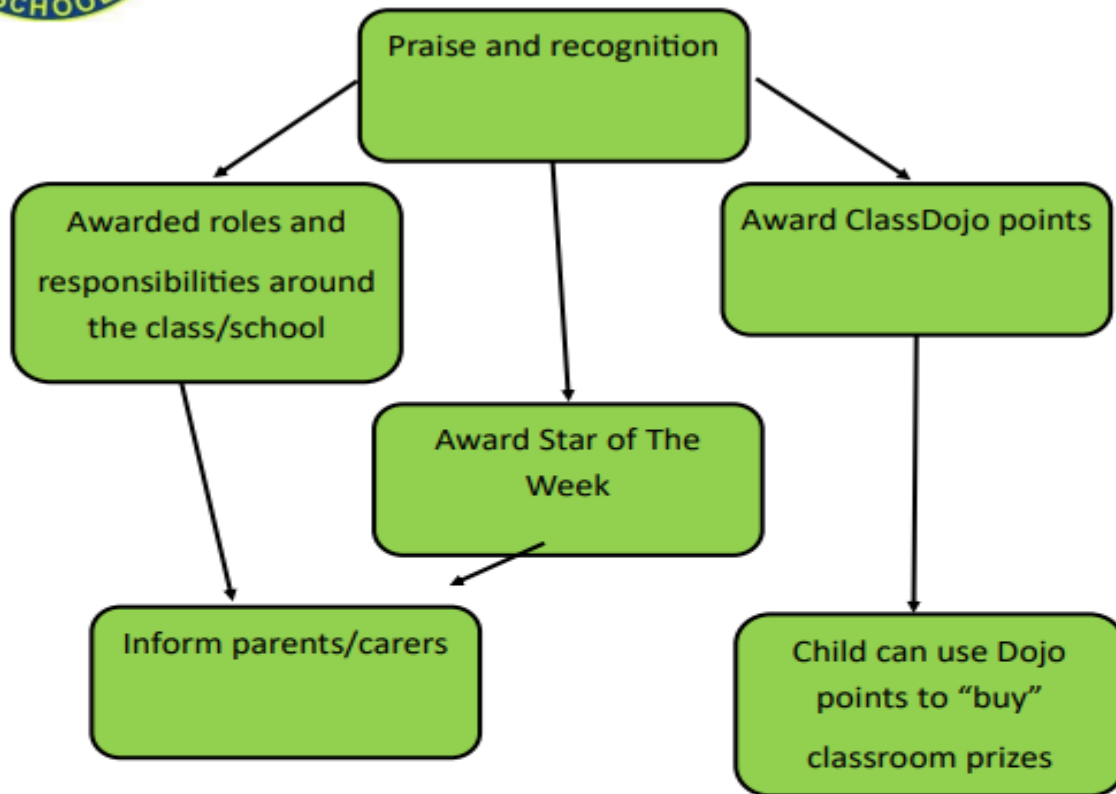 SCHOOL
Praise and recognition
Awarded roles and
responsibilities around
the class/school
Award ClassDojo points
Award Star of The
Week
Inform parents/carers
Child can use Dojo
points to “buy”
classroom prizes